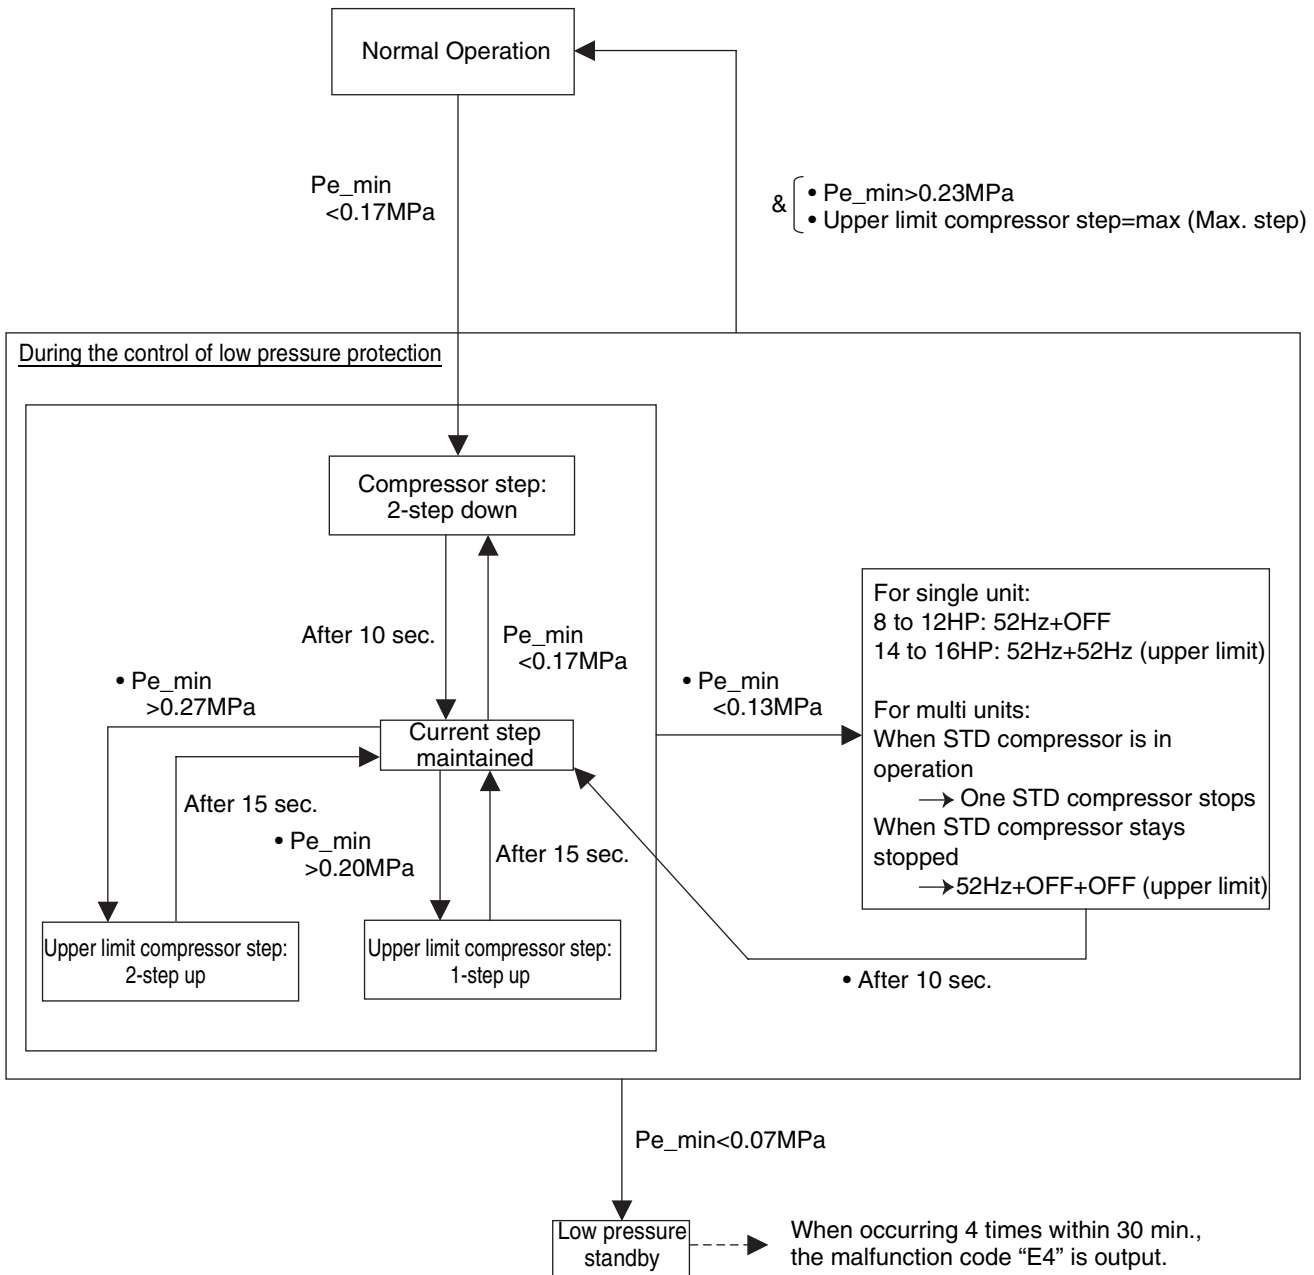 Normal Operation
Pe_min
<0.17MPa
& • Pe_min>0.23MPa
• Upper limit compressor step=max (Max. step)
During the control of low pressure protection
Compressor step:
2-step down
After 10 sec.
Pe_min
<0.17MPa
• Pe_min
>0.27MPa
Current step
maintained
After 15 sec.
• Pe_min
>0.20MPa
After 15 sec.
Upper limit compressor step:
2-step up
Upper limit compressor step:
1-step up
• Pe_min
<0.13MPa
For single unit:
8 to 12HP: 52Hz+OFF
14 to 16HP: 52Hz+52Hz (upper limit)
For multi units:
When STD compressor is in
operation
→ One STD compressor stops
When STD compressor stays
stopped
→ 52Hz+OFF+OFF (upper limit)
• After 10 sec.
Pe_min<0.07MPa
Low pressure
standby
When occurring 4 times within 30 min.,
the malfunction code “E4” is output.